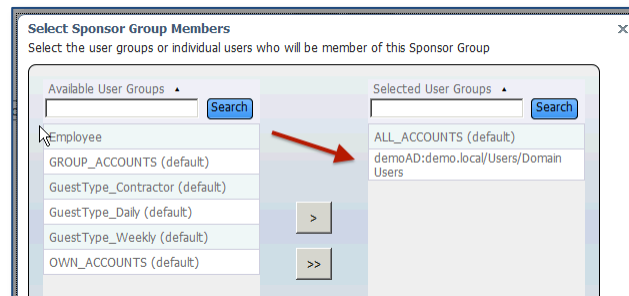 Select Sponsor Group Members
Select the user groups or individual users who will be member of this Sponsor Group
Available User Groups
Search
Employee
GROUP_ACCOUNTS (default)
GuestType_Contractor (default)
GuestType_Daily (default)
GuestType_Weekly (default)
OWN_ACCOUNTS (default)
>
>>
Selected User Groups
Search
ALL_ACCOUNTS (default)
demoAD:demo.local/Users/Domain
Users